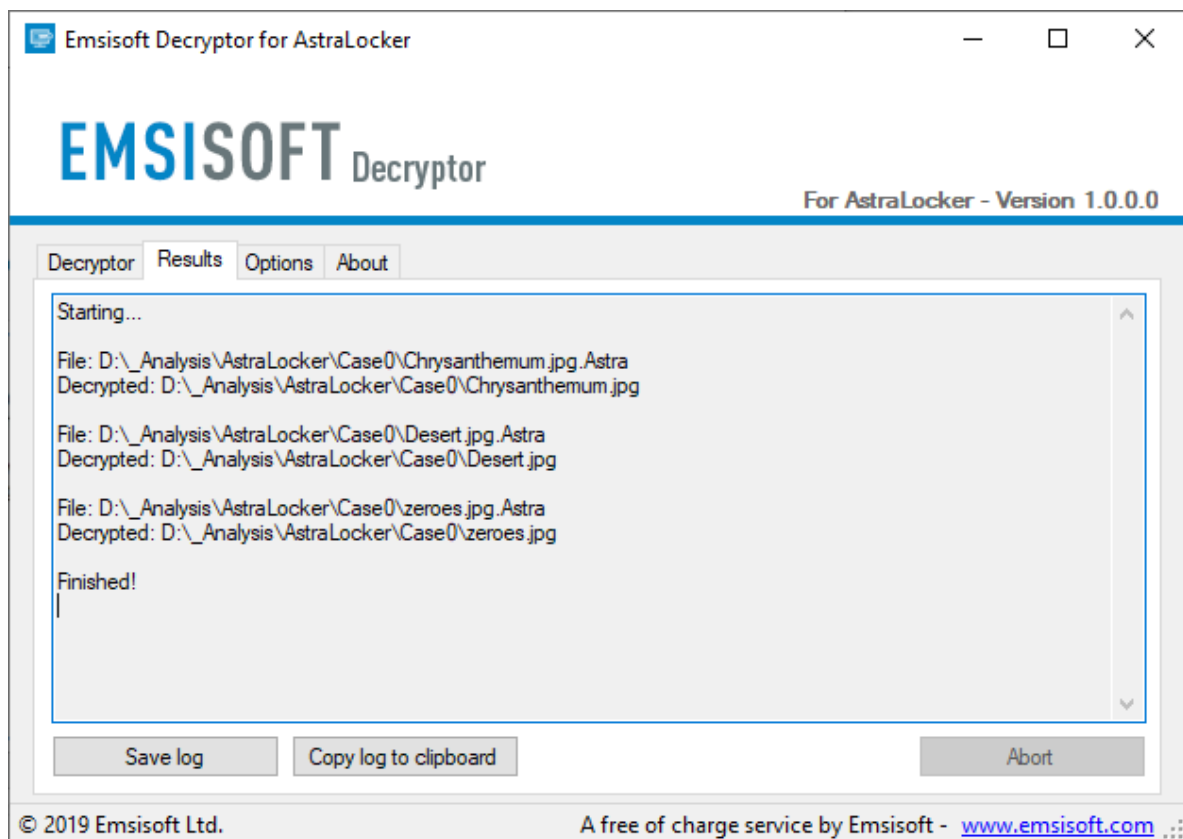 Emsisoft Decryptor for AstraLocker
EMSISOFT Decryptor
For AstraLocker - Version 1.0.0.0
Decryptor Results Options About
Starting...
File: D:\_Analysis\AstraLocker\Case0\Chrysanthemum.jpg.Astra
Decrypted: D:\_Analysis\AstraLocker\Case0\Chrysanthemum.jpg
File: D:\_Analysis\AstraLocker\Case0\Desert.jpg.Astra
Decrypted: D:\_Analysis\AstraLocker\Case0\Desert.jpg
File: D:\_Analysis\AstraLocker\Case0\zeroes.jpg.Astra
Decrypted: D:\_Analysis\AstraLocker\Case0\zeroes.jpg
Finished!
Save log Copy log to clipboard Abort
© 2019 Emsisoft Ltd. A free of charge service by Emsisoft - www.emsisoft.com